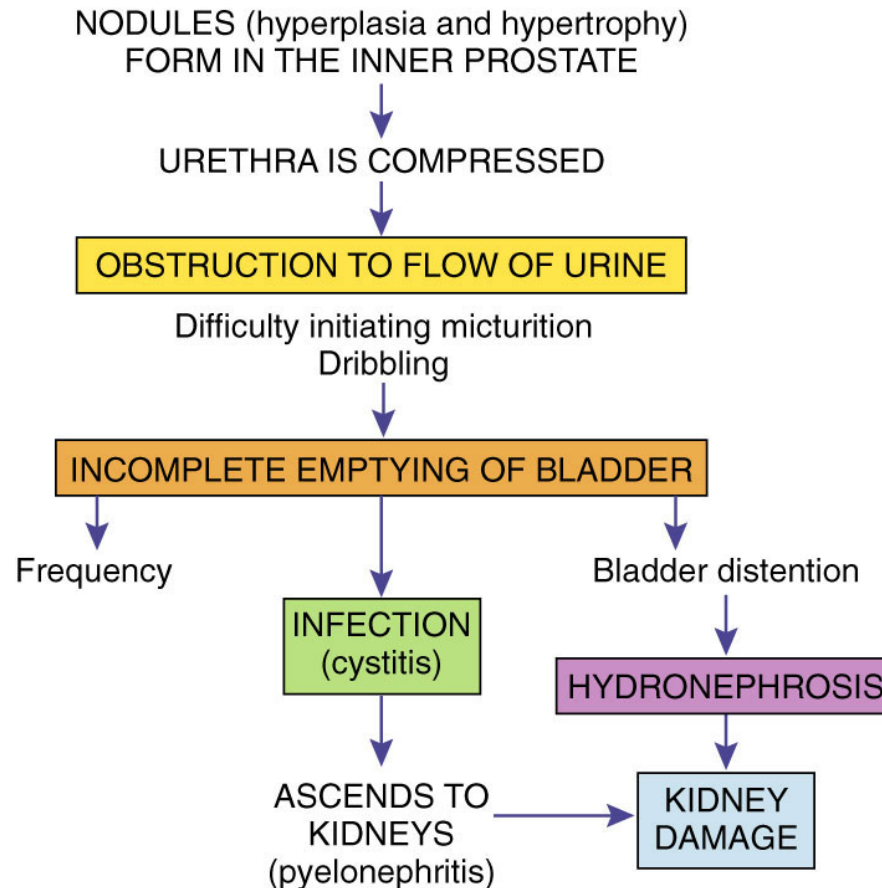 NODULES (hyperplasia and hypertrophy)
FORM IN THE INNER PROSTATE
URETHRA IS COMPRESSED
OBSTRUCTION TO FLOW OF URINE
Difficulty initiating micturition
Dribbling
INCOMPLETE EMPTYING OF BLADDER
Frequency
Bladder distention
INFECTION
(cystitis)
HYDRONEPHROSIS
ASCENDS TO
KIDNEYS
(pyelonephritis)
KIDNEY
DAMAGE